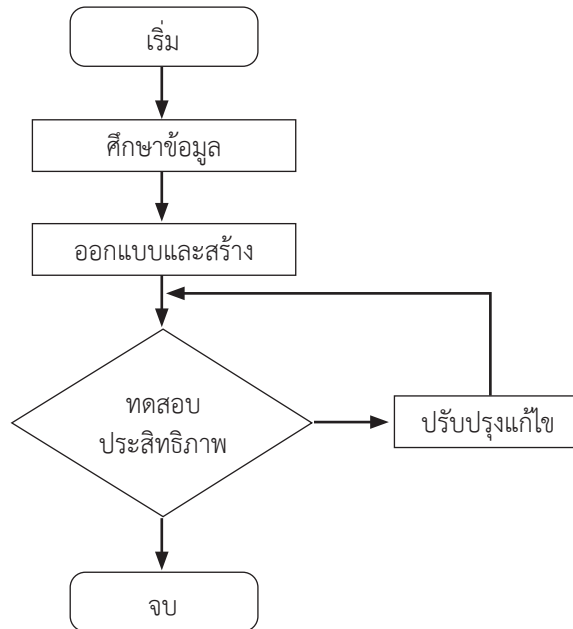 เริ่ม
ศึกษาข้อมูล
ออกแบบและสร้าง
ทดสอบ
ประสิทธิภาพ
ปรับปรุงแก้ไข
จบ